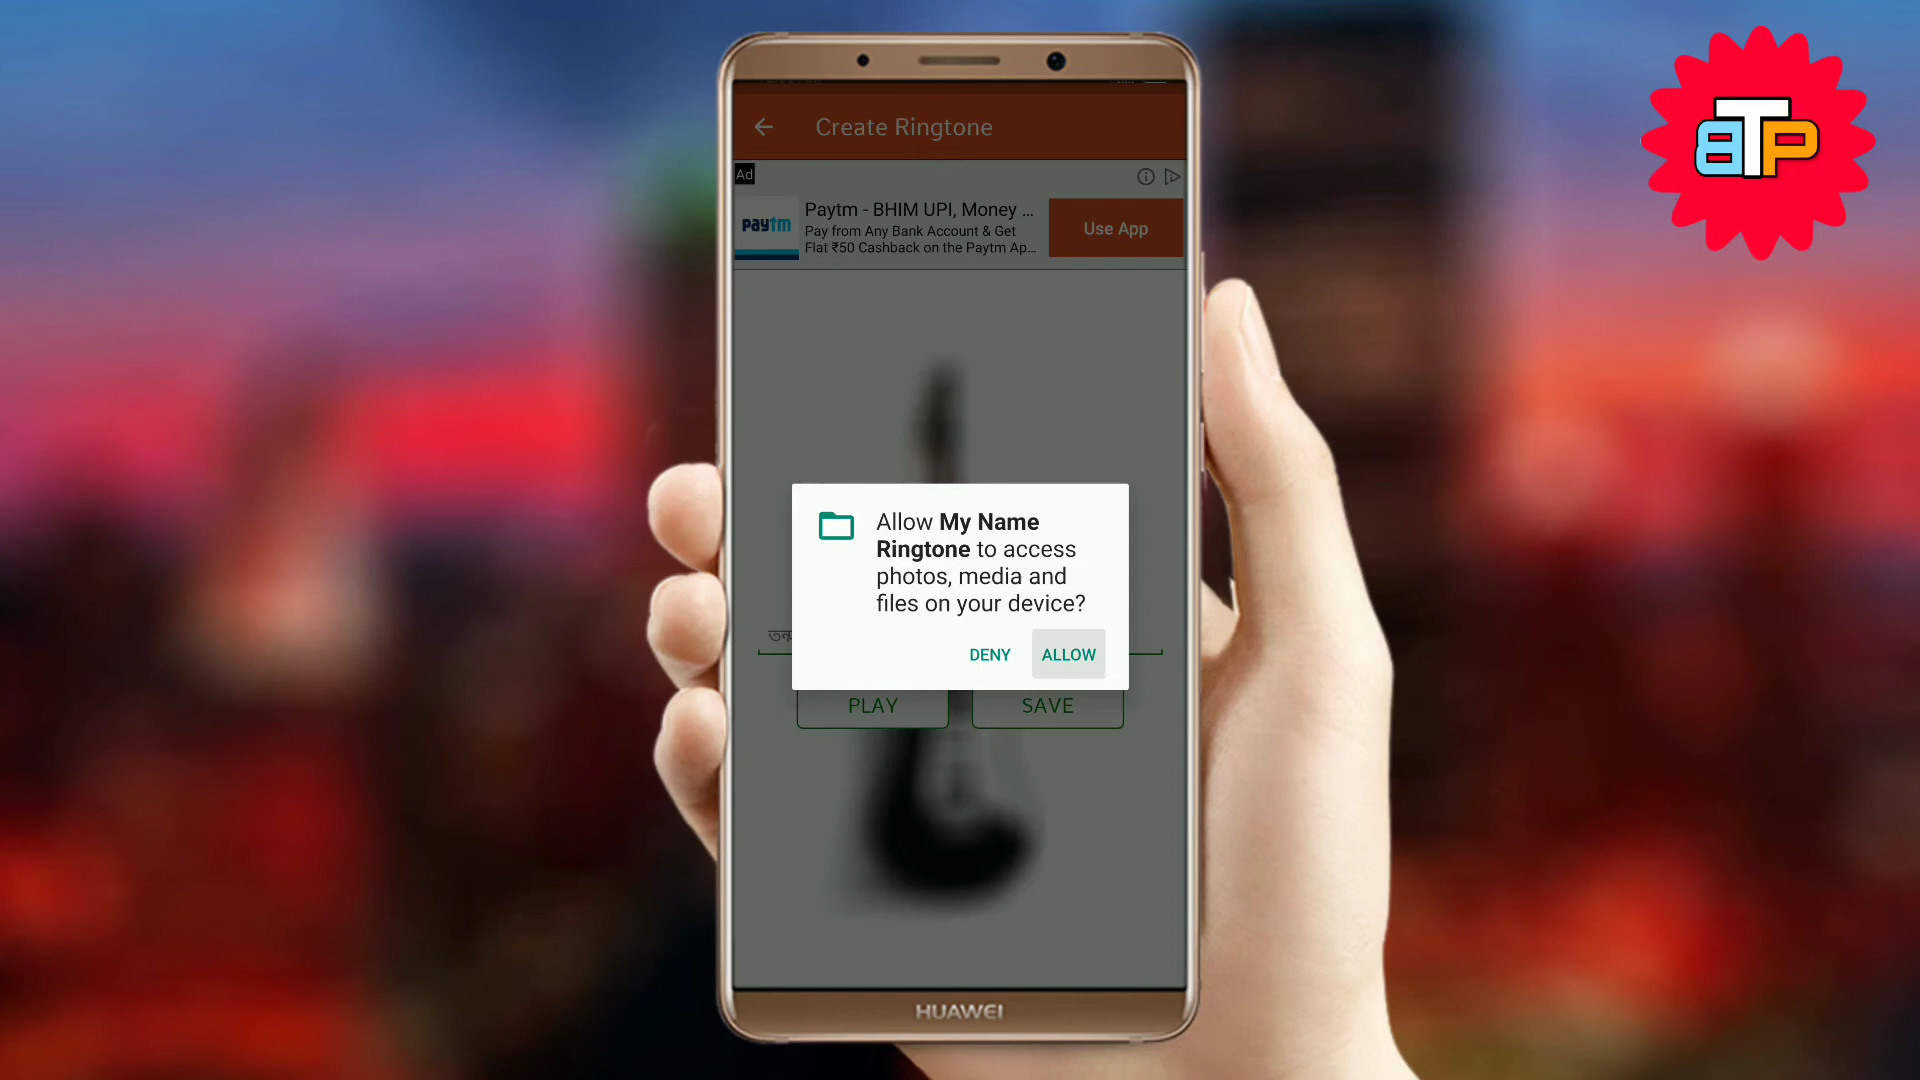 BTP
Create Ringtone
Ad
paytm
Paytm - BHIM UPI, Money ...
Pay from Any Bank Account & Get
Flat ₹50 Cashback on the Paytm Ap...
Use App
Allow My Name
Ringtone to access
photos, media and
files on your device?
DENY
ALLOW
PLAY
SAVE
HUAWEI